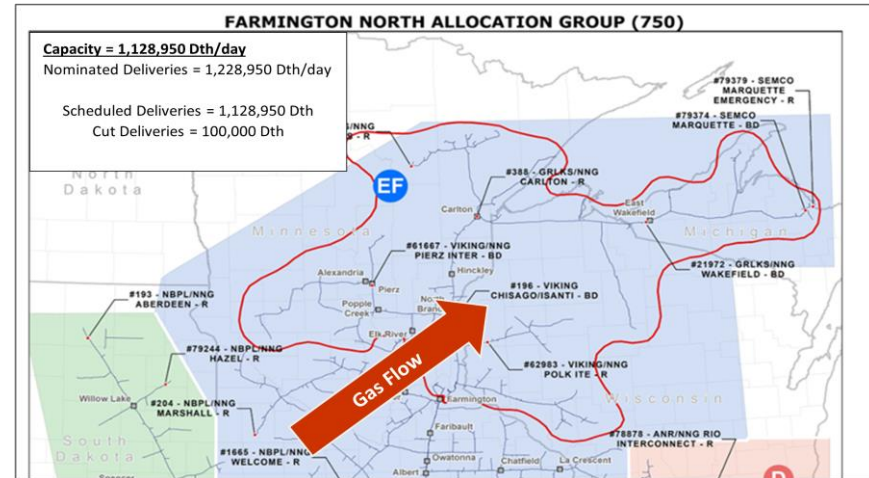 FARMINGTON NORTH ALLOCATION GROUP (750)
Capacity = 1,128,950 Dth/day
Nominated Deliveries = 1,228,950 Dth/day
Scheduled Deliveries = 1,128,950 Dth
Cut Deliveries = 100,000 Dth
#79379 - SEMCO
MARQUETTE
EMERGENCY - R
#79374 - SEMCO
MARQUETTE - BD
/NNG
- R
North
Dakota
EF
#388 - GRLKS/NNG
CARLTON - R
Carlton
East
Wakefield
Minnesota
Michigan
#61667 - VIKING/NNG
PIERZ INTER - BD
#21972 - GRLKS/NNG
WAKEFIELD - BD
Alexandria
Pierz
Hinckley
#196 - VIKING
CHISAGO/ISANTI - BD
#193 - NBPL/NNG
ABERDEEN - R
Popple
Creek
North
Bran
Elk River
#79244 - NBPL/NNG
HAZEL - R
Gas Flow
#62983 - VIKING/NNG
POLK ITE - R
Willow Lake
#204 - NBPL/NNG
MARSHALL - R
Farmington
Wisconsin
South
Dakota
Faribault
#78878 - ANR/NNG RIO
INTERCONNECT - R
#1665 - NBPL/NNG
WELCOME - R
Owatonna
Chatfield
La Crescent
Albert
D